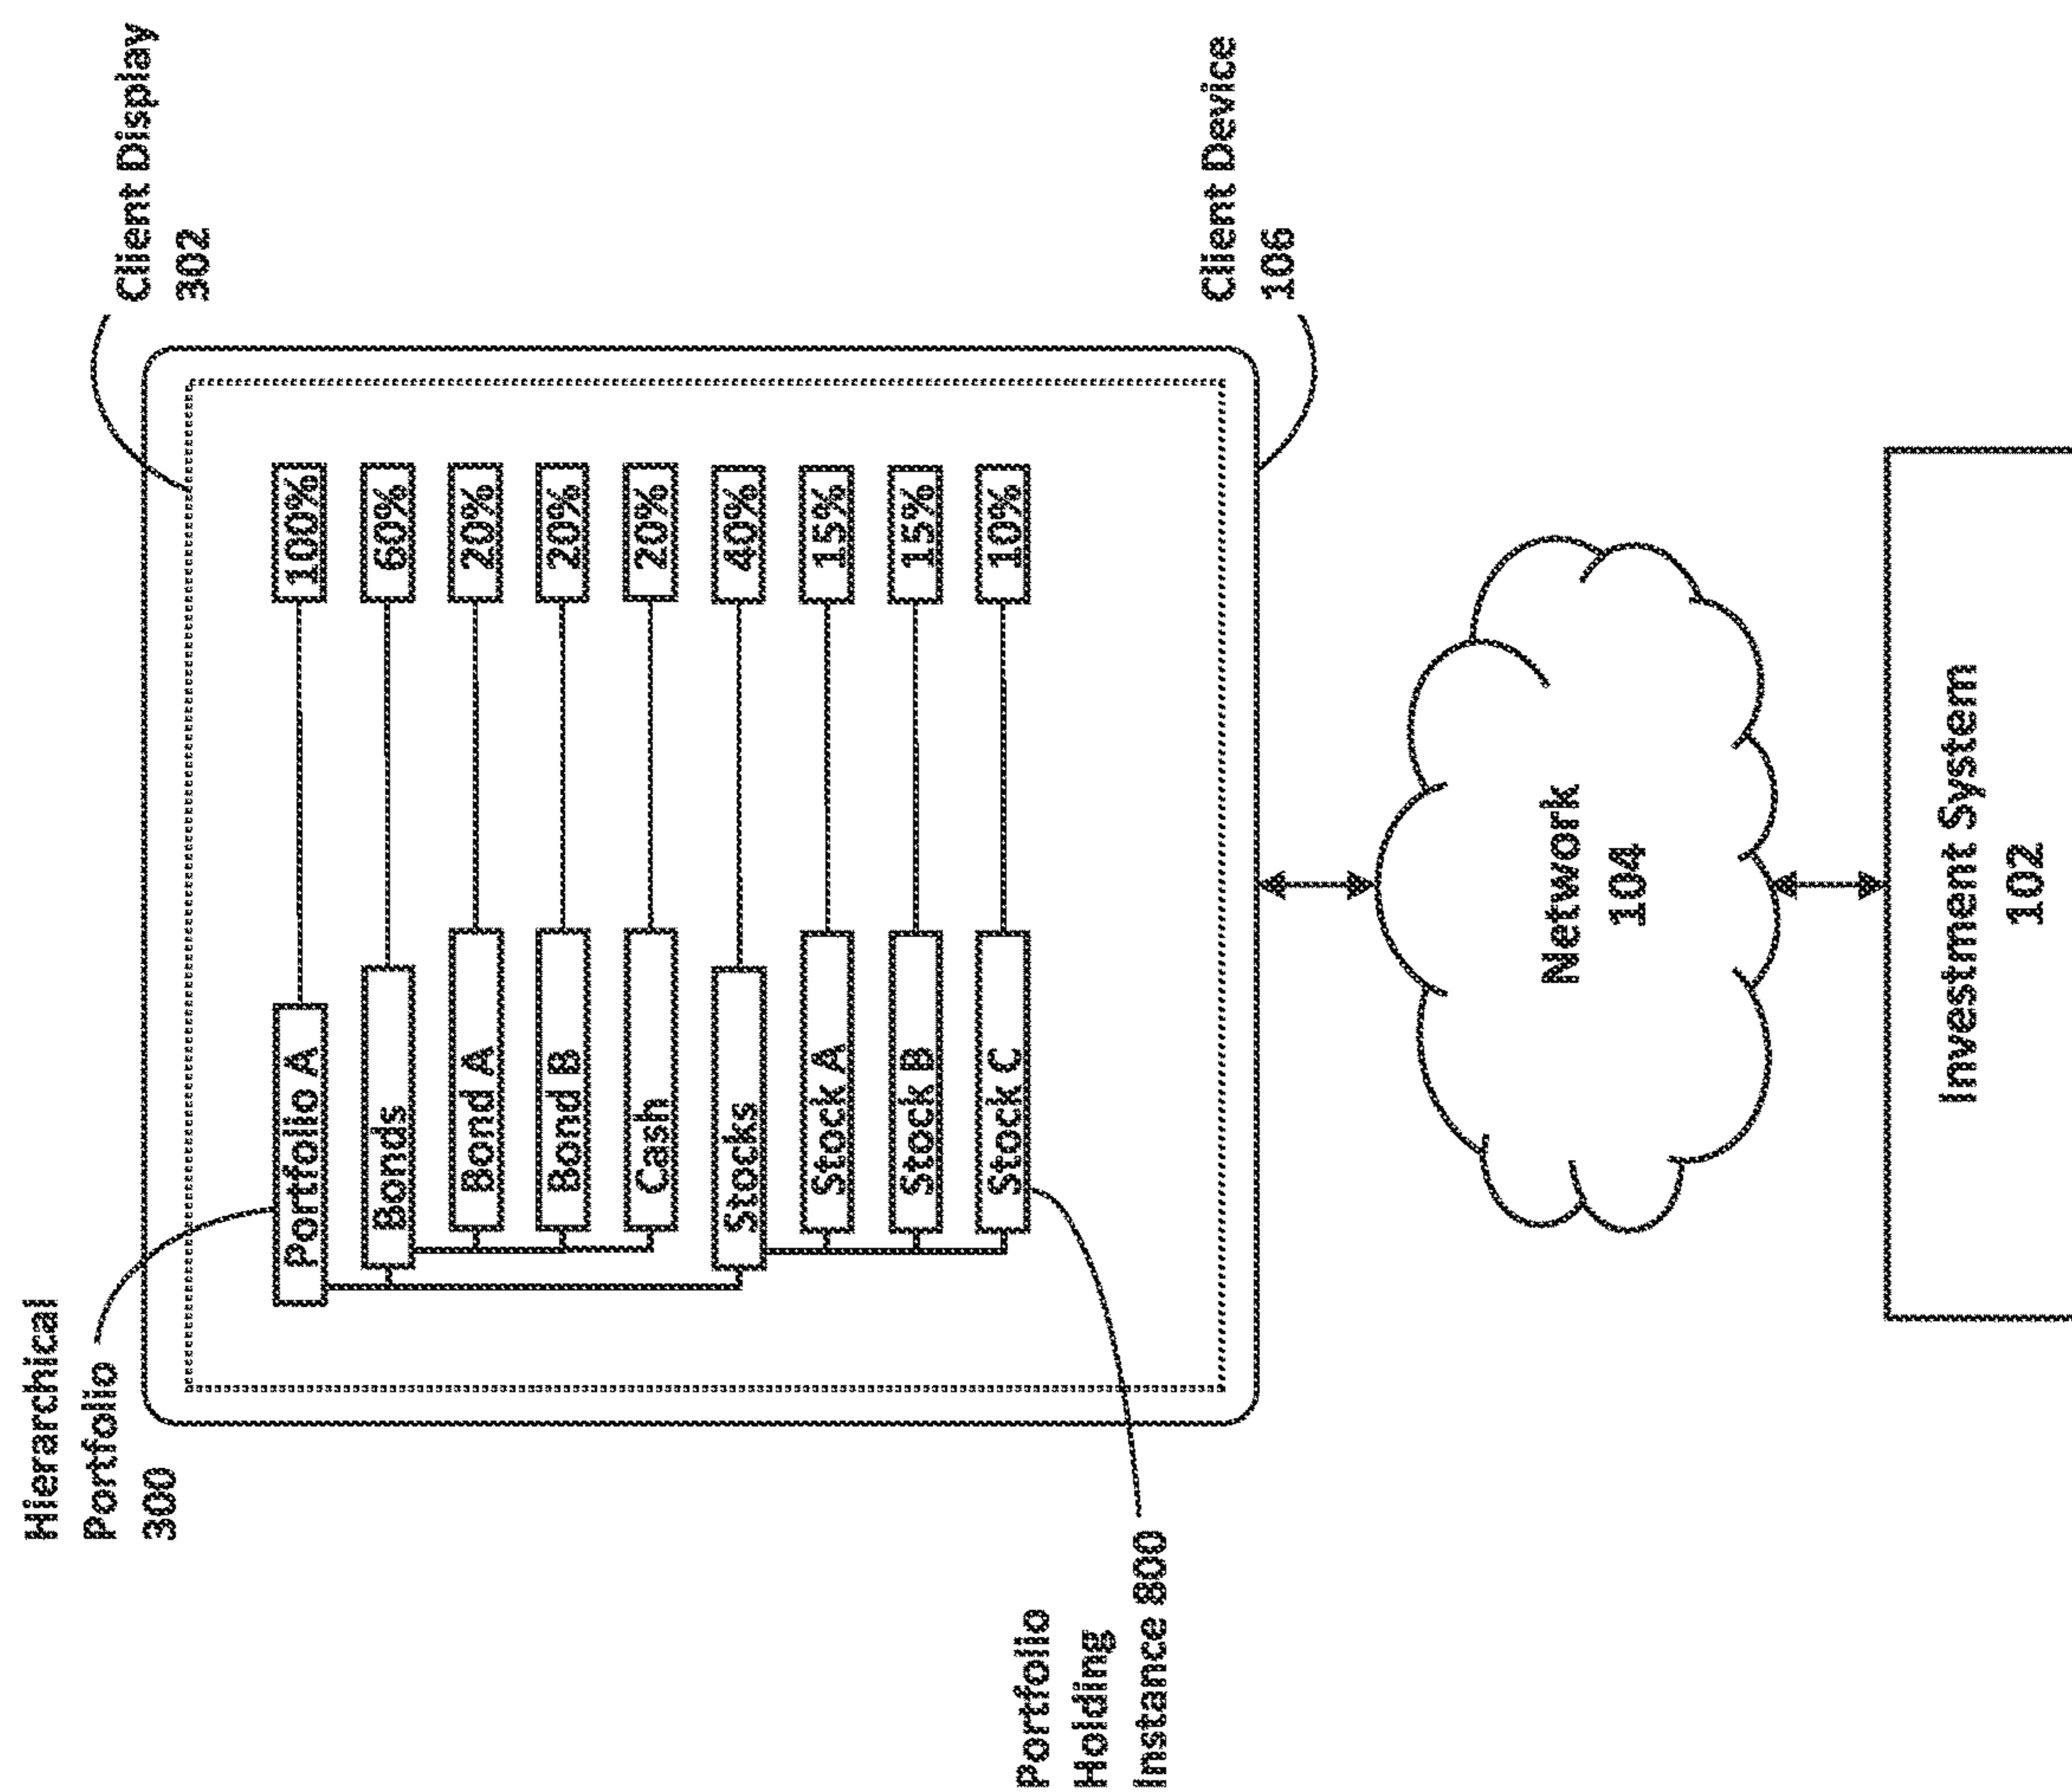 Hierarchical
Portfolio
300
Client Display
302
Portfolio A
100%
Bonds
60%
Bond A
20%
Bond B
20%
Cash
20%
Stocks
40%
Stock A
15%
Stock B
15%
Stock C
10%
Portfolio
Holding
Instance 800
Client Device
106
Network
104
Investment System
102